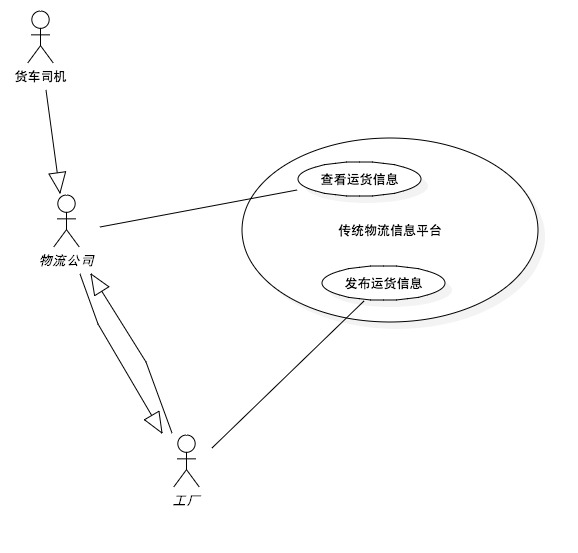 货车司机
查看运货信息
传统物流信息平台
物流公司
发布运货信息
工厂